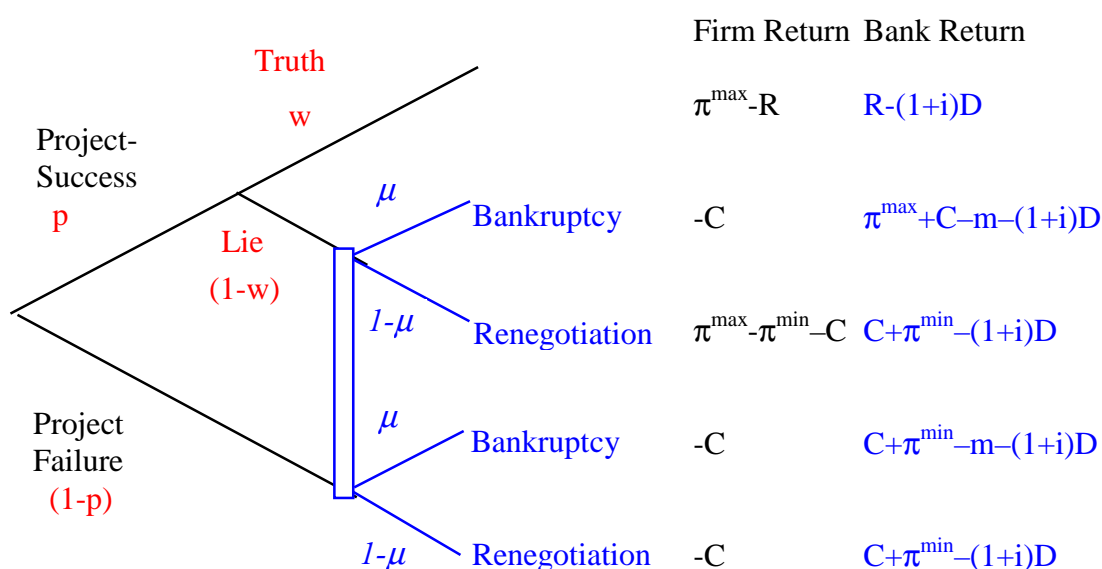 Firm Return Bank Return
Truth
w
π^max-R R-(1+i)D
Project-
Success
p
μ
Bankruptcy -C π^max+C–m–(1+i)D
Lie
(1-w)
1-μ
Renegotiation π^max-π^min–C C+π^min–(1+i)D
Project
Failure
(1-p)
μ
Bankruptcy -C C+π^min–m–(1+i)D
1-μ Renegotiation -C C+π^min–(1+i)D